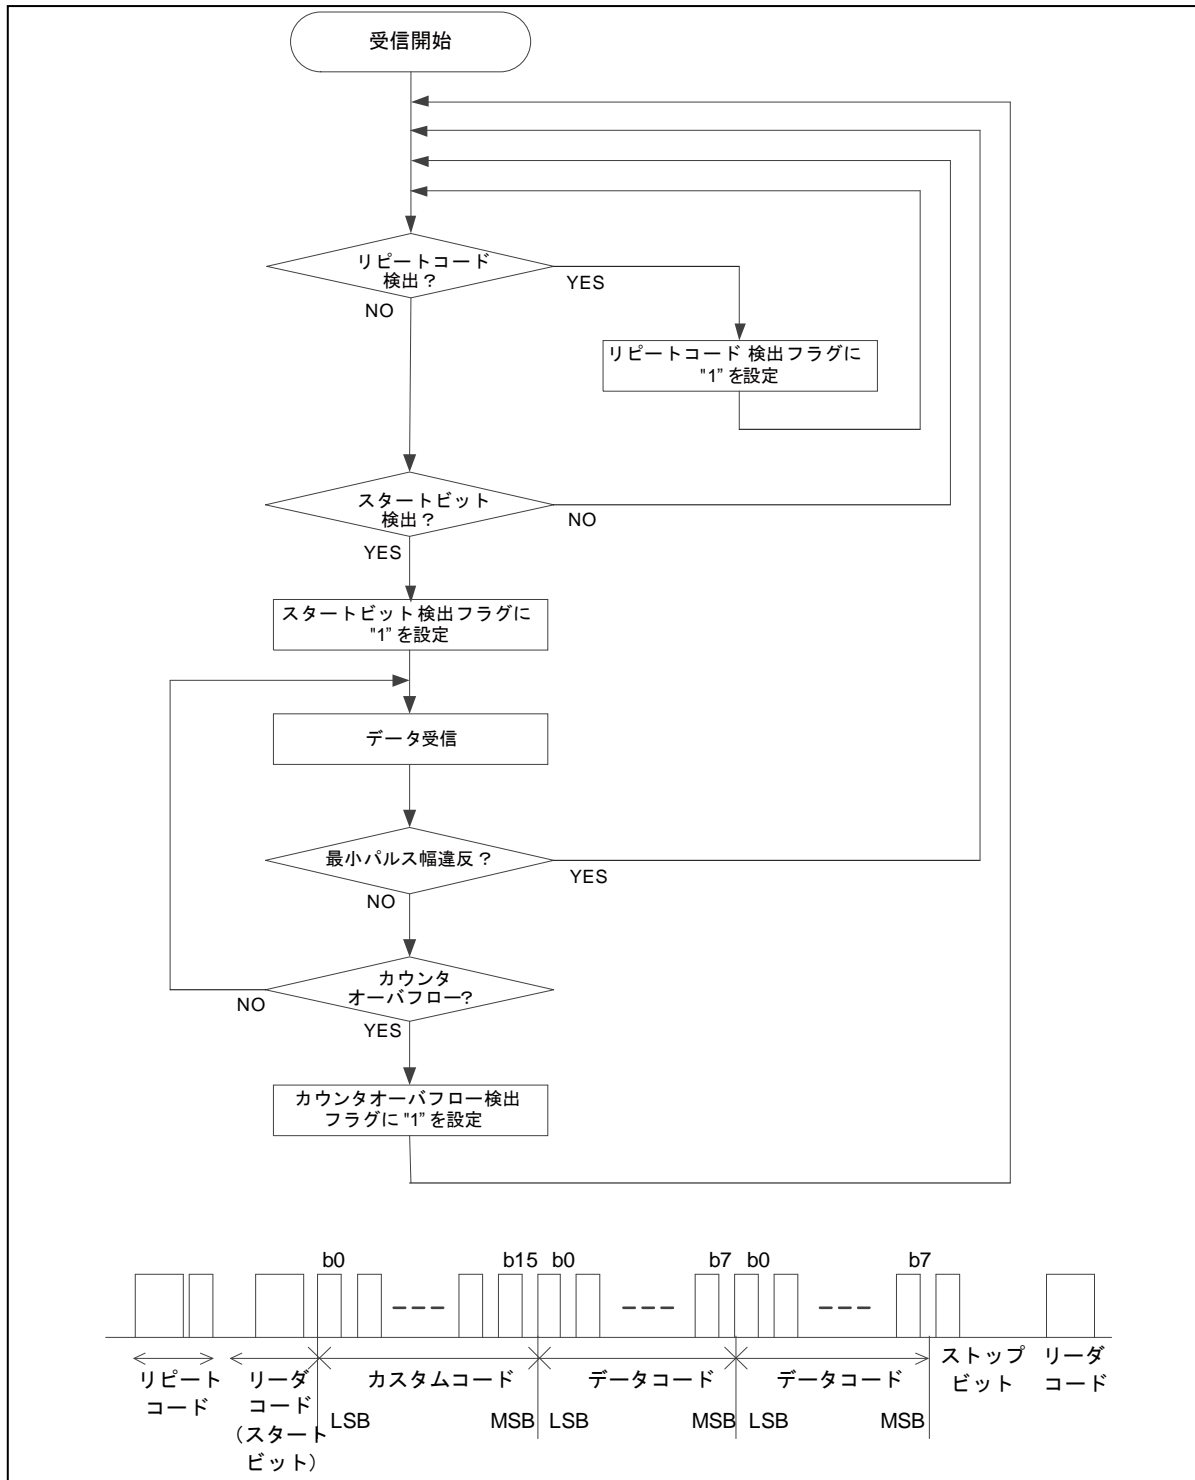 受信開始
リピートコード
検出?
YES
NO
リピートコード 検出フラグに
"1" を設定
スタートビット
検出?
NO
YES
スタートビット 検出フラグに
"1" を設定
データ受信
最小パルス幅違反?
YES
NO
カウンタ
オーバフロー?
NO
YES
カウンタオーバフロー検出
フラグに "1" を設定
b0 b15 b0 b7 b0 b7
リピート
コード
リーダ
コード
(スタート
ビット)
カスタムコード
データコード
データコード
ストップ
ビット
リーダ
コード
LSB MSB LSB MSB LSB MSB